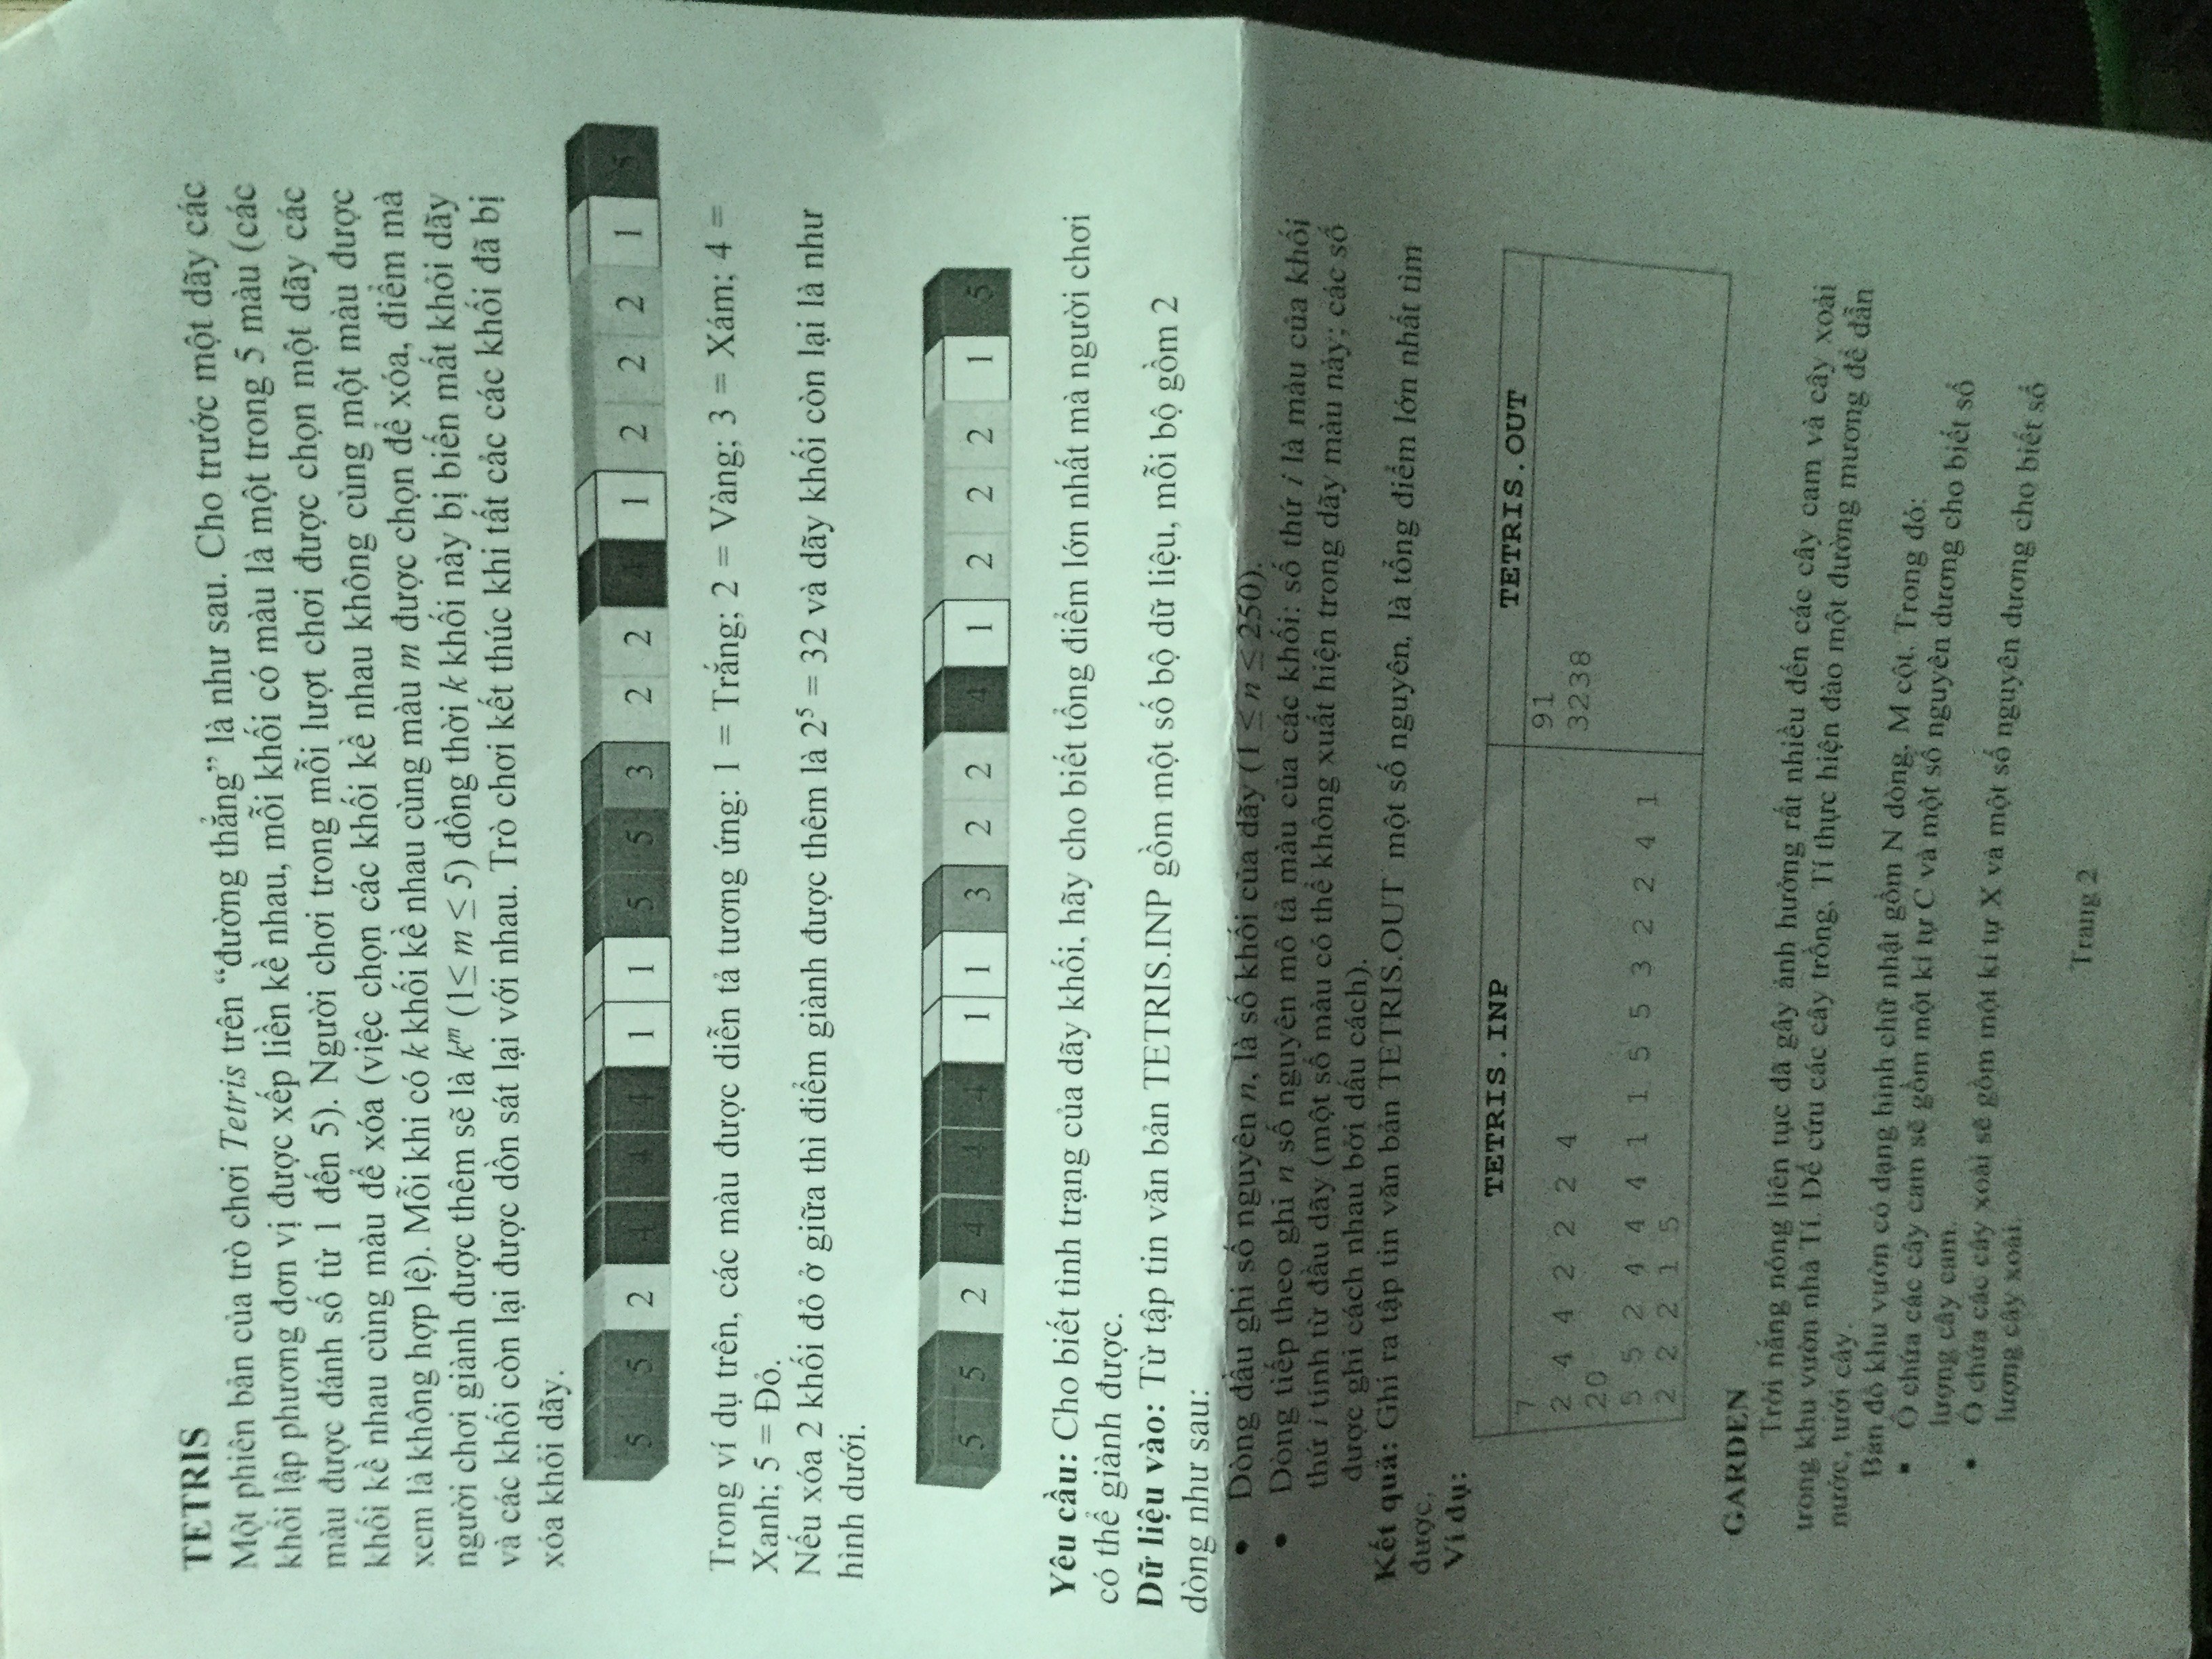 TETRIS
Một phiên bản của trò chơi Tetris trên “đường thẳng” là như sau. Cho trước một dãy các
khối lập phương đơn vị được xếp liền kề nhau, mỗi khối có màu là một trong 5 màu (các
màu được đánh số từ 1 đến 5). Người chơi trong mỗi lượt chơi được chọn một dãy các
khối kề nhau cùng màu để xóa (việc chọn các khối kề nhau không cùng một màu được
xem là không hợp lệ). Mỗi khi có k khối kề nhau cùng màu m được chọn để xóa, điểm mà
người chơi giành được thêm sẽ là kᵐ (1≤ m ≤ 5) đồng thời k khối này bị biến mất khỏi dãy
và các khối còn lại được dồn sát lại với nhau. Trò chơi kết thúc khi tất cảc các khối đã bị
xóa khỏi dãy.
5 5 2 4 4 4 1 1 5 5 3 2 2 4 1 2 2 2 1 5
Trong ví dụ trên, các màu được diễn tả tương ứng: 1 = Trắng; 2 = Vàng; 3 = Xám; 4 =
Xanh; 5 = Đỏ.
Nếu xóa 2 khối đỏ ở giữa thì điểm giành được thêm là 2⁵ = 32 và dãy khối còn lại là như
hình dưới.
5 5 2 4 4 4 1 1 3 2 2 4 1 2 2 2 1 5
Yêu cầu: Cho biết tình trạng của dãy khối, hãy cho biết tổng điểm lớn nhất mà người chơi
có thể giành được.
Dữ liệu vào: Từ tập tin văn bản TETRIS.INP gồm một số bộ dữ liệu, mỗi bộ gồm 2
dòng như sau:
• Dòng đầu ghi số nguyên n, là số khối của dãy (1 ≤ n ≤ 250).
• Dòng tiếp theo ghi n số nguyên mô tả màu của các khối: số thứ i là màu của khối
thứ i tính từ đầu dãy (một số màu có thể không xuất hiện trong dãy màu này; các số
được ghi cách nhau bởi dấu cách).
Kết quả: Ghi ra tập tin văn bản TETRIS.OUT một số nguyên, là tổng điểm lớn nhất tìm
được.
Ví dụ:
TETRIS.INP TETRIS.OUT
7 91
2 4 4 2 2 2 4 3238
20
5 5 2 4 4 4 1 1 5 5 3 2 2 4 1
2 2 2 1 5
GARDEN
Trời nắng nóng liên tục đã gây ảnh hưởng rất nhiều đến các cây cam và cây xoài
trong khu vườn nhà Tí. Để cứu các cây trồng, Tí thực hiện đào một đường mương để dẫn
nước, tưới cây.
Bản đồ khu vườn có dạng hình chữ nhật gồm N dòng, M cột. Trong đó:
▪ Ô chứa các cây cam sẽ gồm một kí tự C và một số nguyên dương cho biết số
lượng cây cam.
▪ Ô chứa các cây xoài sẽ gồm một kí tự X và một số nguyên dương cho biết số
lượng cây xoài.
Trang 2